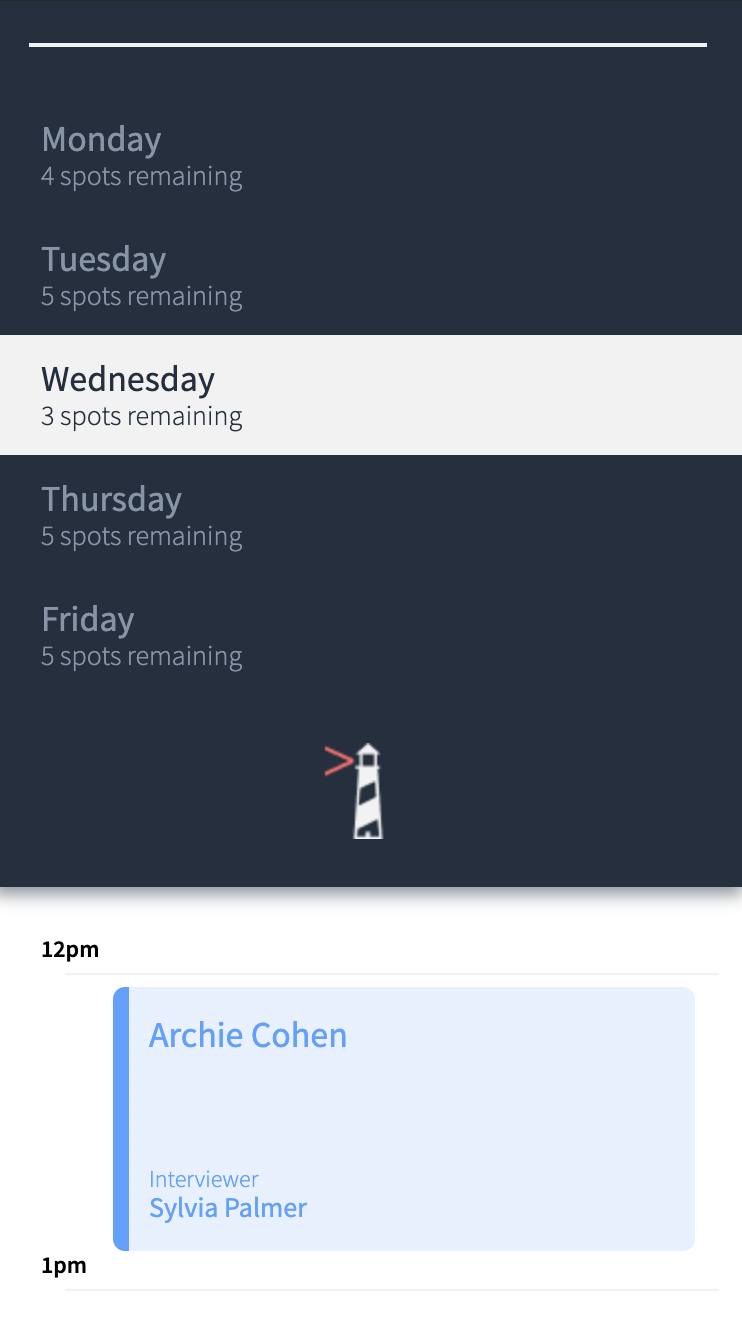 Monday
4 spots remaining
Tuesday
5 spots remaining
Wednesday
3 spots remaining
Thursday
5 spots remaining
Friday
5 spots remaining
12pm
Archie Cohen
Interviewer
Sylvia Palmer
1pm